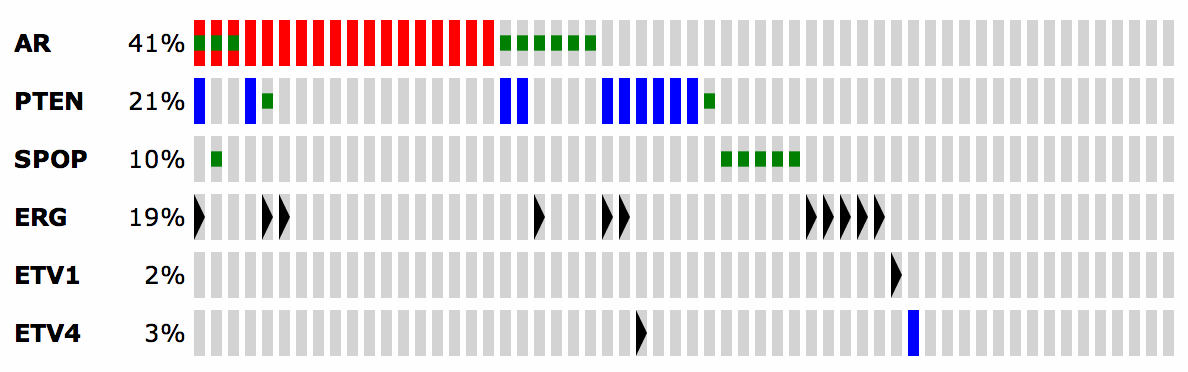 AR 41%
PTEN 21%
SPOP 10%
ERG 19%
ETV1 2%
ETV4 3%